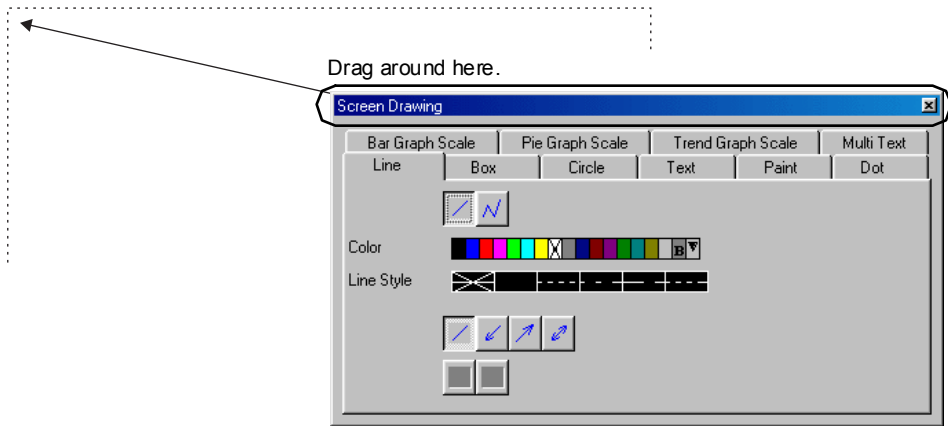 Drag around here.
Screen Drawing
Bar Graph Scale Pie Graph Scale Trend Graph Scale Multi Text
Line Box Circle Text Paint Dot
Color B
Line Style